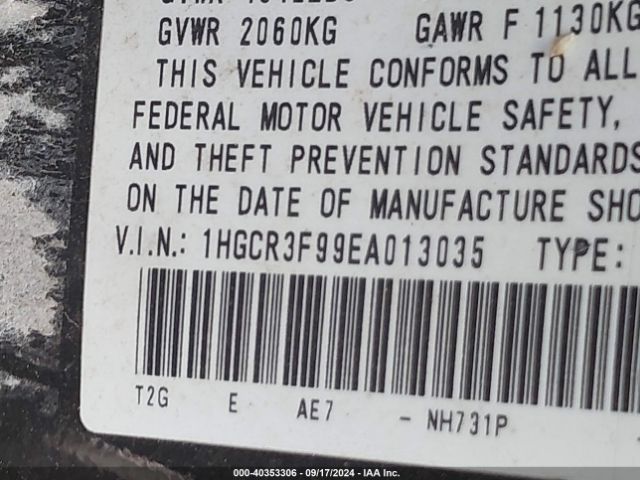 GVWR 2060KG GAWR F 1130KG
THIS VEHICLE CONFORMS TO ALL
FEDERAL MOTOR VEHICLE SAFETY,
AND THEFT PREVENTION STANDARDS
ON THE DATE OF MANUFACTURE SHO
V.I.N.: 1HGCR3F99EA013035 TYPE:
T2G E AE7 - NH731P
000-40353306 - 09/17/2024 - IAA Inc.